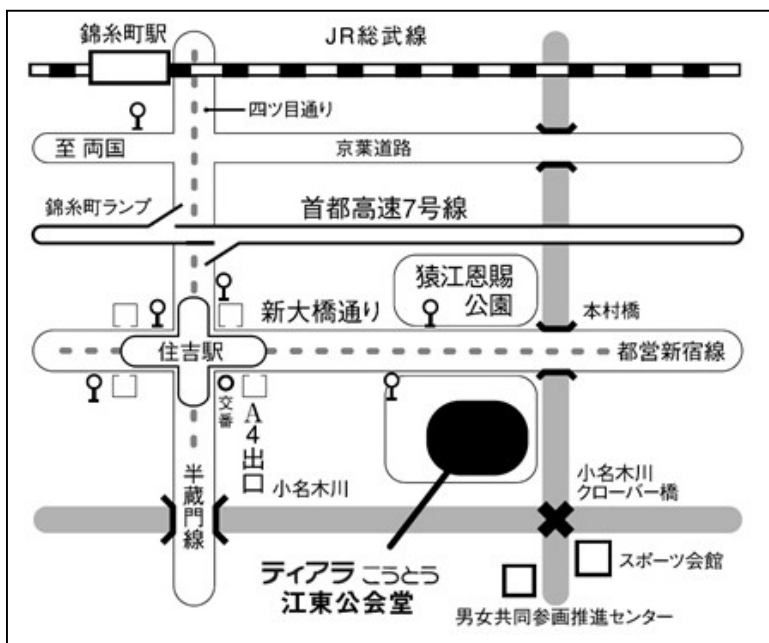 錦糸町駅
JR総武線
四ツ目通り
至 両国
京葉道路
錦糸町ランプ
首都高速7号線
猿江恩賜
公園
新大橋通り
本村橋
住吉駅
都営新宿線
交番
A4出口
半蔵門線
小名木川
小名木川
クローバー橋
ティアラ こうとう
江東公会堂
スポーツ会館
男女共同参画推進センター